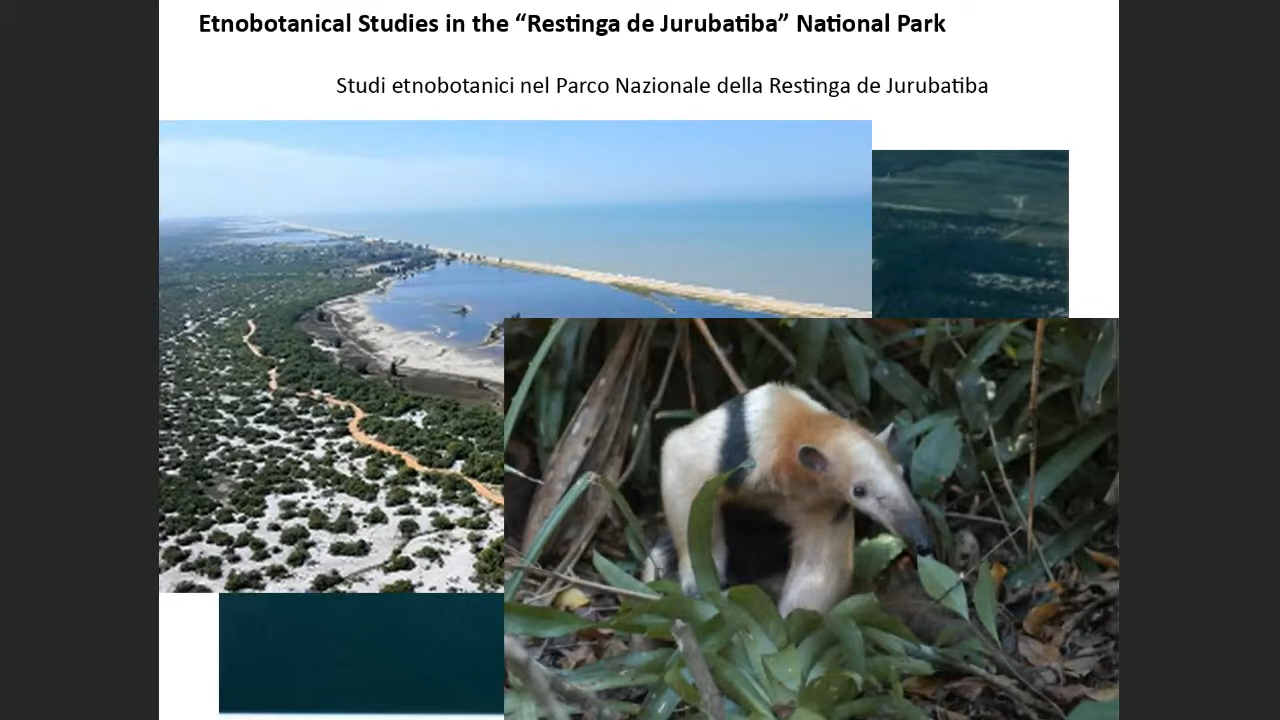 Etnobotanical Studies in the “Restinga de Jurubatiba” National Park
Studi etnobotanici nel Parco Nazionale della Restinga de Jurubatiba